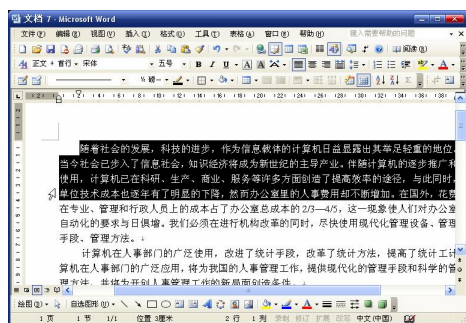 文档 7 - Microsoft Word
文件(F) 编辑(E) 视图(V) 插入(I) 格式(O) 工具(T) 表格(A) 窗口(W) 帮助(H) 键入需要帮助的问题
正文 + 首行 宋体 五号 B I U A A
½ 磅
随着社会的发展，科技的进步，作为信息载体的计算机日益显露出其举足轻重的地位。
当今社会已步入了信息社会，知识经济将成为新世纪的主导产业。伴随计算机的逐步推广和
使用，计算机已在科研、生产、商业、服务等许多方面创造了提高效率的途径，与此同时，
单位技术成本也逐年有了明显的下降，然而办公室里的人事费用却不断增加。在国外，花费
在专业、管理和行政人员上的成本占了办公室总成本的 2/3—4/5，这一现象使人们对办公室
自动化的要求与日俱增。我们必须在进行机构改革的同时，尽快使用现代化管理设备、管理
手段、管理方法。
计算机在人事部门的广泛使用，改进了统计手段，改革了统计方法，提高了统计工
算机在人事部门的广泛应用，将为我国的人事管理工作，提供现代化的管理手段和科学的管
理方法，并将为开创人事管理工作的新局面创造条件。
绘图(D) 自选图形(U)
1 页 1 节 1/1 位置 3厘米 2 行 1 列 录制 修订 扩展 改写 中文(中国)